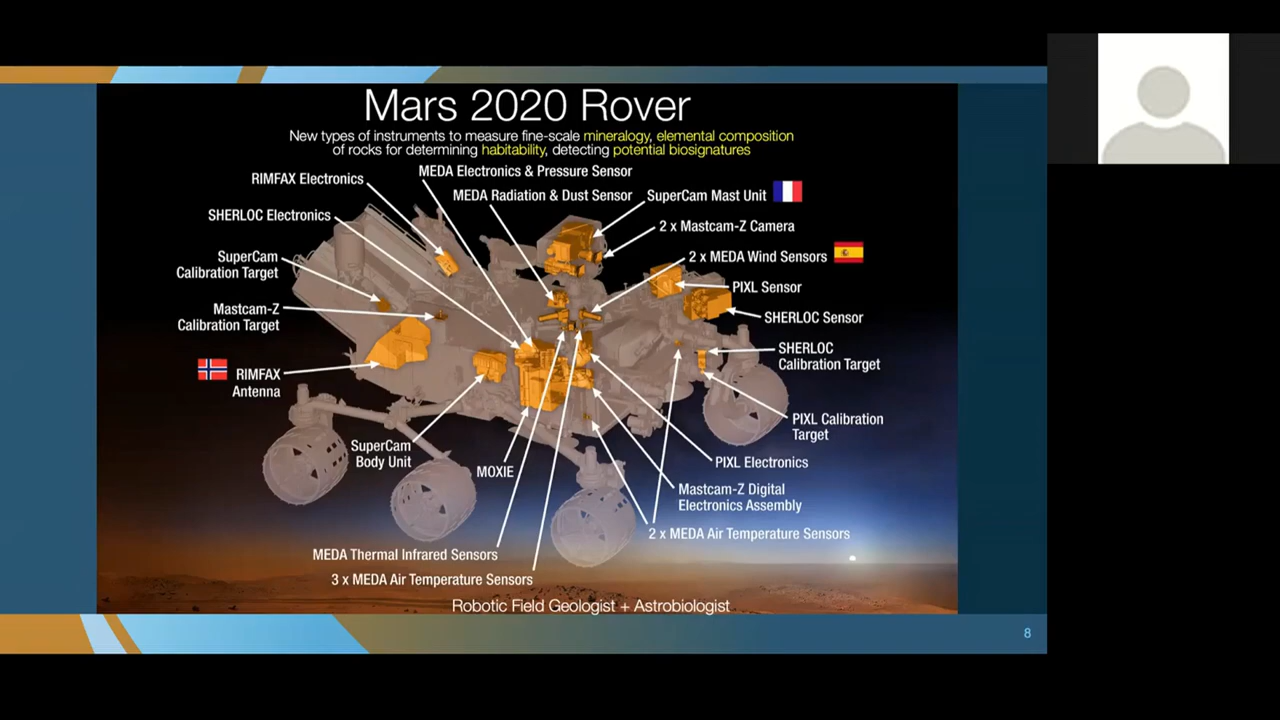 Mars 2020 Rover
New types of instruments to measure fine-scale mineralogy, elemental composition
of rocks for determining habitability, detecting potential biosignatures
MEDA Electronics & Pressure Sensor
RIMFAX Electronics
MEDA Radiation & Dust Sensor
SuperCam Mast Unit
SHERLOC Electronics
2 x Mastcam-Z Camera
SuperCam
Calibration Target
2 x MEDA Wind Sensors
PIXL Sensor
Mastcam-Z
Calibration Target
SHERLOC Sensor
SHERLOC
Calibration Target
RIMFAX
Antenna
PIXL Calibration
Target
SuperCam
Body Unit
MOXIE
PIXL Electronics
Mastcam-Z Digital
Electronics Assembly
2 x MEDA Air Temperature Sensors
MEDA Thermal Infrared Sensors
3 x MEDA Air Temperature Sensors
Robotic Field Geologist + Astrobiologist
8